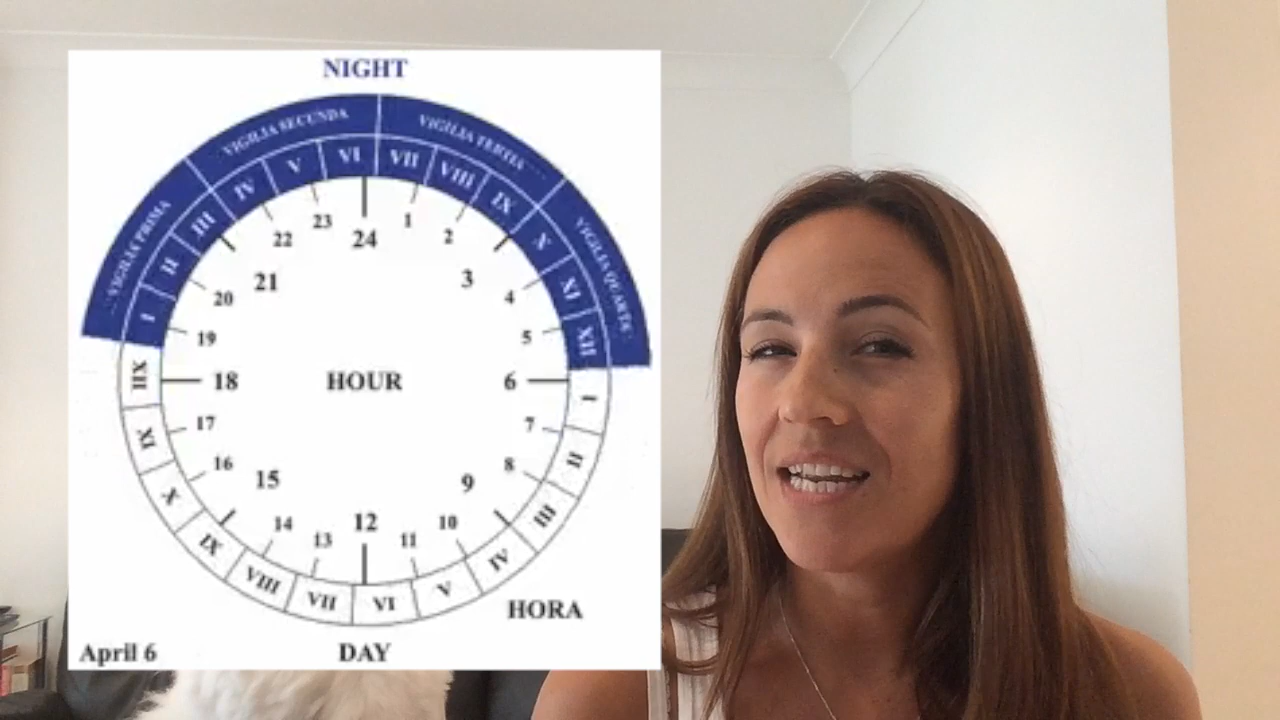 NIGHT
VIGILIA PRIMA
VIGILIA SECUNDA
VIGILIA TERTIA
VIGILIA QUARTE
I
II
III
IV
V
VI
VII
VIII
IX
X
XI
XII
I
II
III
IV
V
VI
VII
VIII
IX
X
XI
XII
24
1
2
3
4
5
6
7
8
9
10
11
12
13
14
15
16
17
18
19
20
21
22
23
HOUR
HORA
April 6
DAY